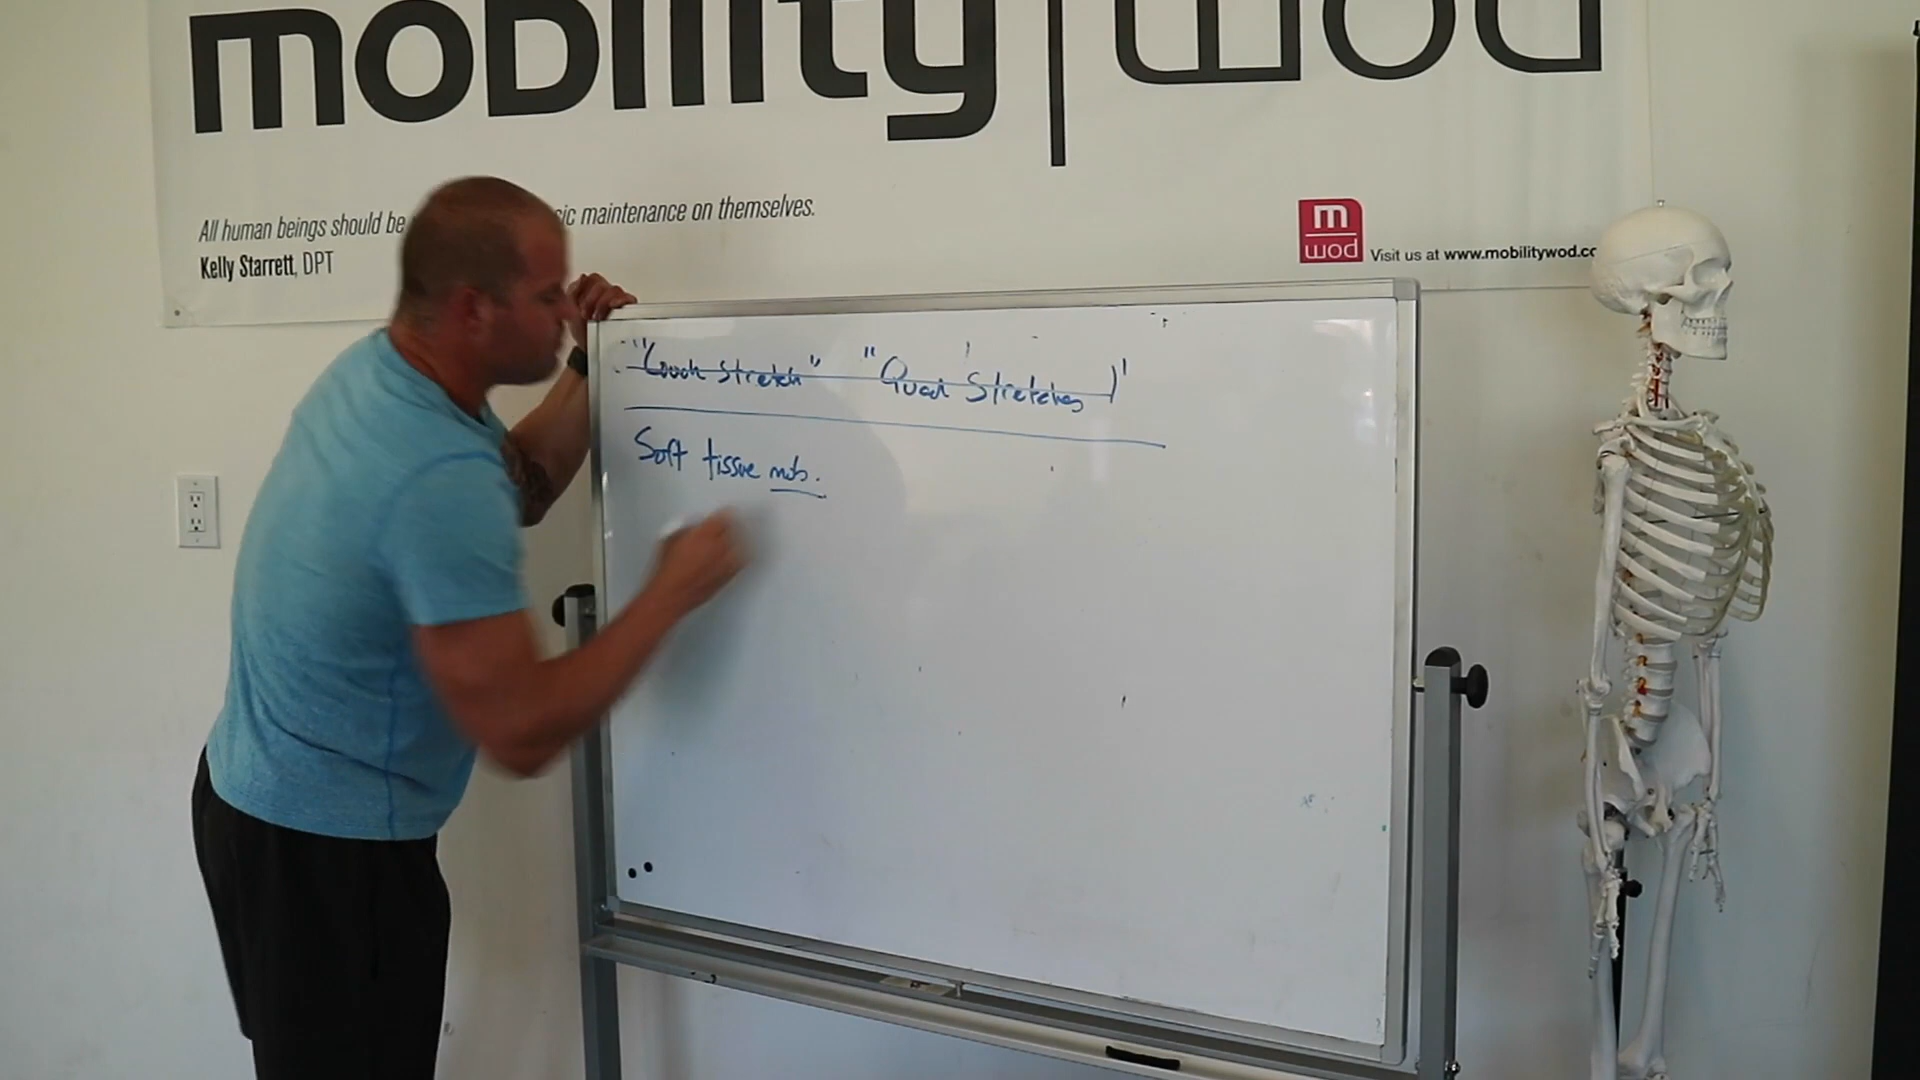 mobility | WOD
All human beings should be sic maintenance on themselves.
Kelly Starrett, DPT
m
wod
Visit us at www.mobilitywod.co
"Couch Stretch" "Quad Stretches"
Soft tissue mob.